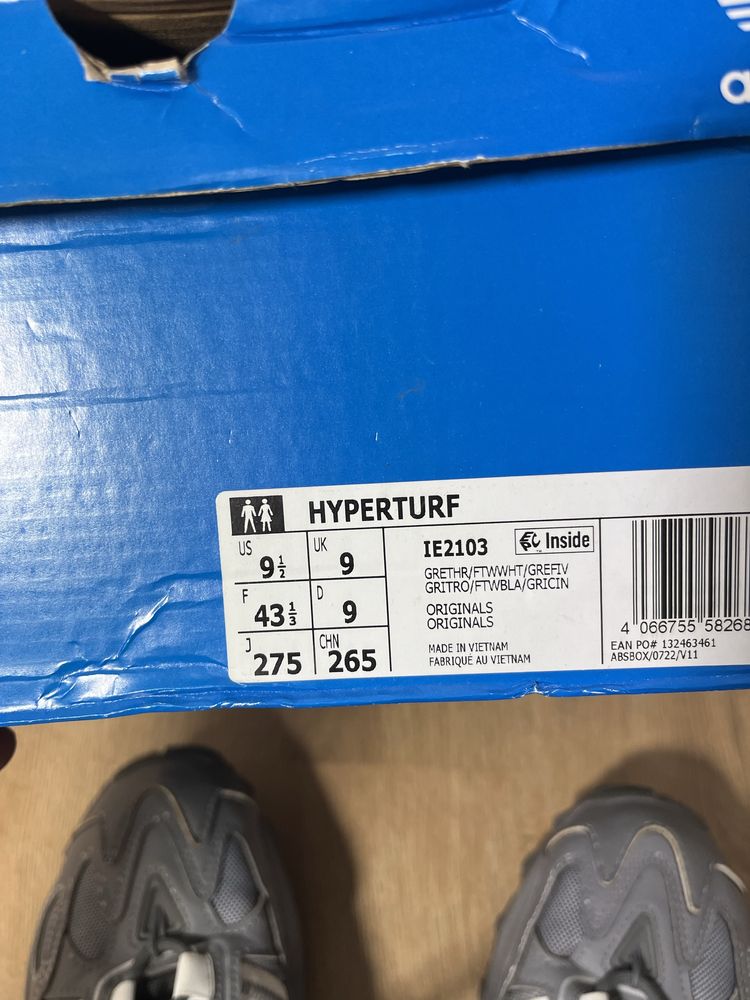 HYPERTURF
US 9½ UK 9
F 43⅓ D 9
J 275 CHN 265
IE2103
Inside
GRETHR/FTWWHT/GREFIV
GRITRO/FTWBLA/GRICIN
ORIGINALS
ORIGINALS
MADE IN VIETNAM
FABRIQUÉ AU VIETNAM
4 066755 58268
EAN PO# 132463461
ABSBOX/0722/V11